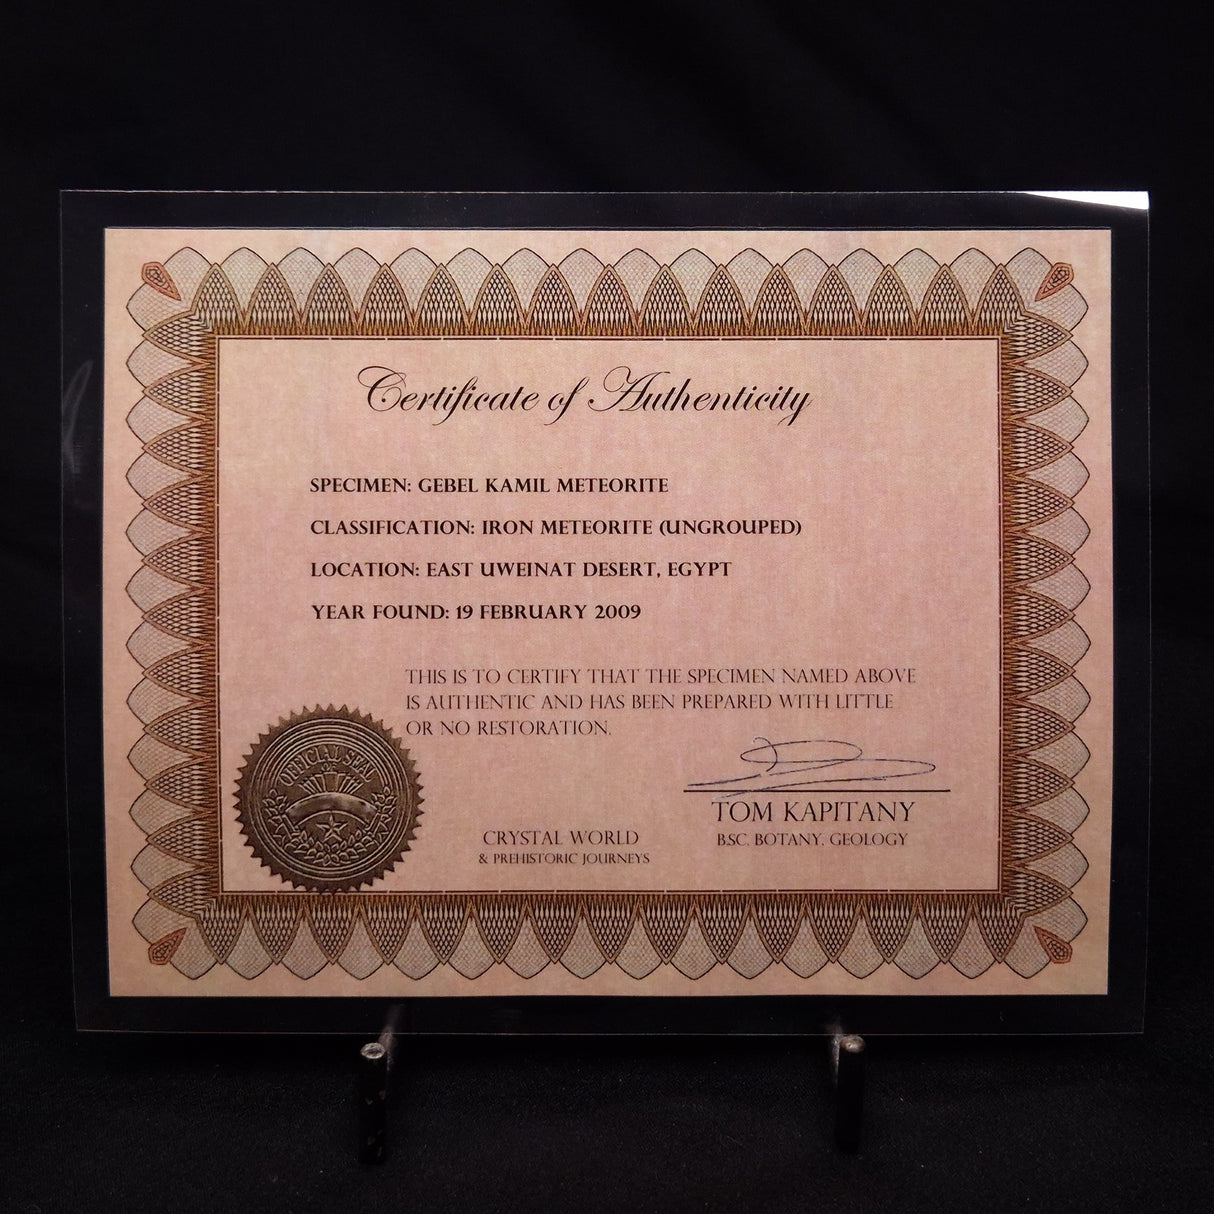 Certificate of Authenticity
SPECIMEN: GEBEL KAMIL METEORITE
CLASSIFICATION: IRON METEORITE (UNGROUPED)
LOCATION: EAST UWEINAT DESERT, EGYPT
YEAR FOUND: 19 FEBRUARY 2009
THIS IS TO CERTIFY THAT THE SPECIMEN NAMED ABOVE
IS AUTHENTIC AND HAS BEEN PREPARED WITH LITTLE
OR NO RESTORATION.
OFFICIAL SEAL
TOM KAPITANY
BSC. BOTANY, GEOLOGY
CRYSTAL WORLD
& PREHISTORIC JOURNEYS